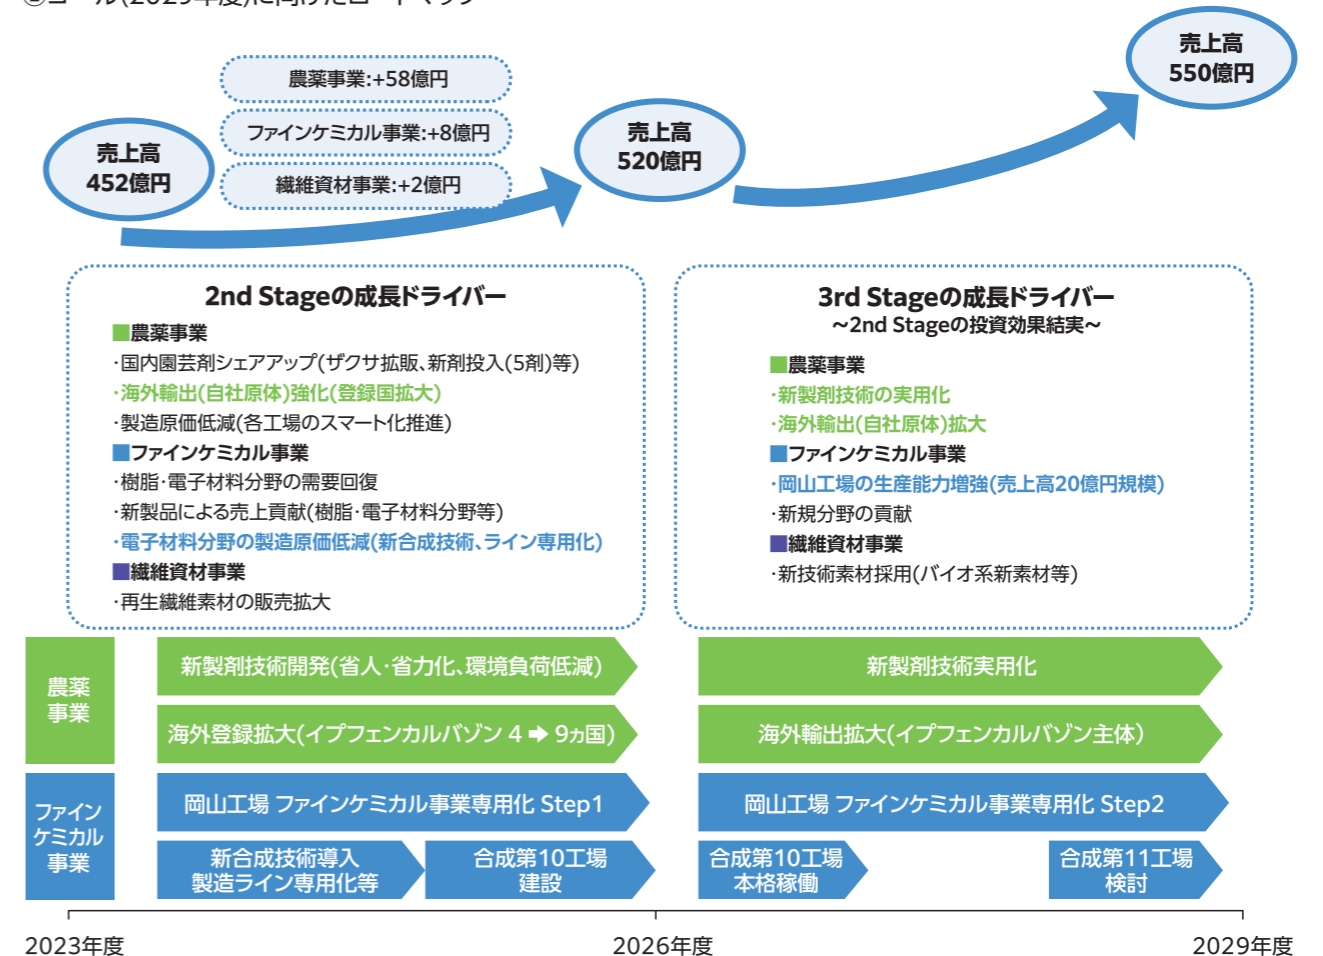 売上高
550億円
農薬事業:+58億円
ファインケミカル事業:+8億円
繊維資材事業:+2億円
売上高
452億円
売上高
520億円
2nd Stageの成長ドライバー
■農薬事業
·国内園芸剤シェアアップ(ザクサ拡販、新剤投入(5剤)等)
·海外輸出(自社原体)強化(登録国拡大)
·製造原価低減(各工場のスマート化推進)
■ファインケミカル事業
·樹脂·電子材料分野の需要回復
·新製品による売上貢献(樹脂·電子材料分野等)
·電子材料分野の製造原価低減(新合成技術、ライン専用化)
■繊維資材事業
·再生繊維素材の販売拡大
3rd Stageの成長ドライバー
～2nd Stageの投資効果結実～
■農薬事業
·新製剤技術の実用化
·海外輸出(自社原体)拡大
■ファインケミカル事業
·岡山工場の生産能力増強(売上高20億円規模)
·新規分野の貢献
■繊維資材事業
·新技術素材採用(バイオ系新素材等)
農薬
事業
新製剤技術開発(省人·省力化、環境負荷低減)
新製剤技術実用化
海外登録拡大(イプフェンカルバゾン 4 ➡ 9ヵ国)
海外輸出拡大(イプフェンカルバゾン主体)
ファイン
ケミカル
事業
岡山工場 ファインケミカル事業専用化 Step1
岡山工場 ファインケミカル事業専用化 Step2
新合成技術導入
製造ライン専用化等
合成第10工場
建設
合成第10工場
本格稼働
合成第11工場
検討
2023年度
2026年度
2029年度